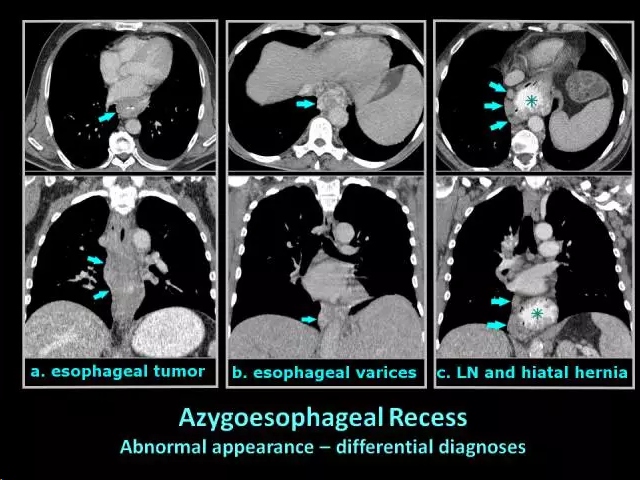 a. esophageal tumor
b. esophageal varices
c. LN and hiatal hernia
Azygoesophageal Recess
Abnormal appearance – differential diagnoses